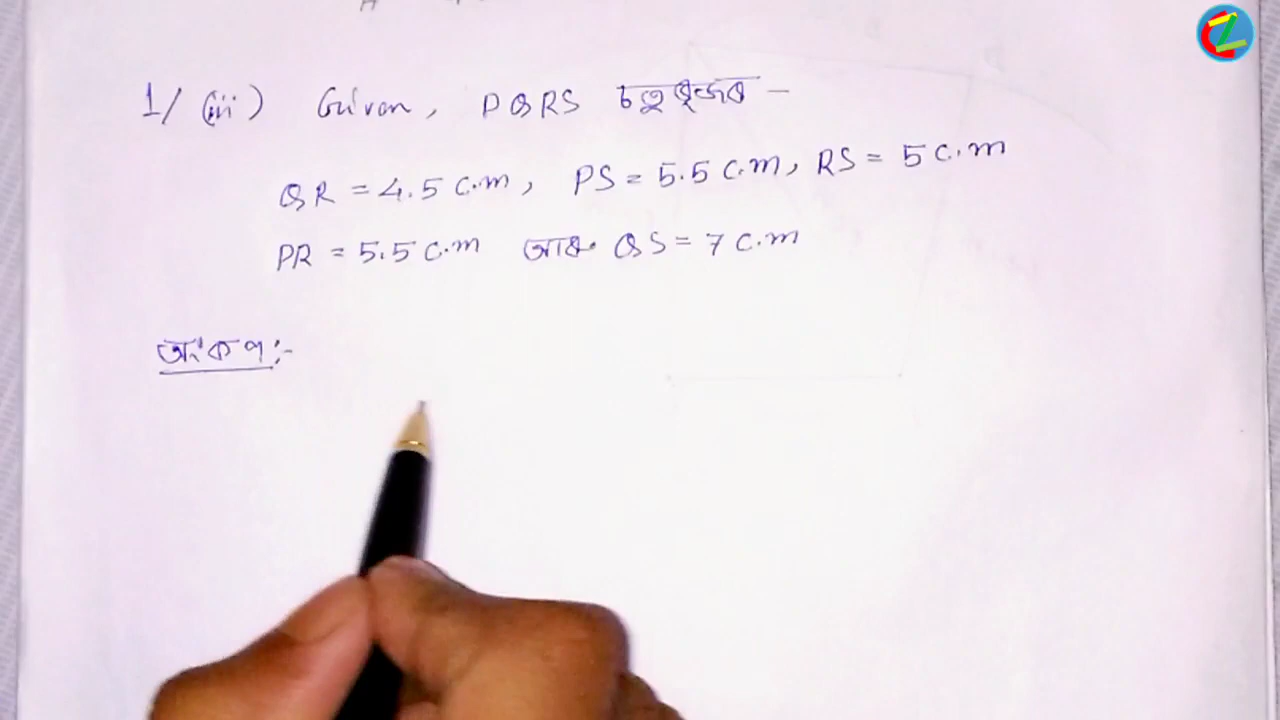 1/ (iii) Given, PQRS চতুৰ্ভূজৰ —
QR = 4.5 c.m, PS = 5.5 c.m, RS = 5 c.m
PR = 5.5 c.m আৰু QS = 7 c.m
অংকণ :-